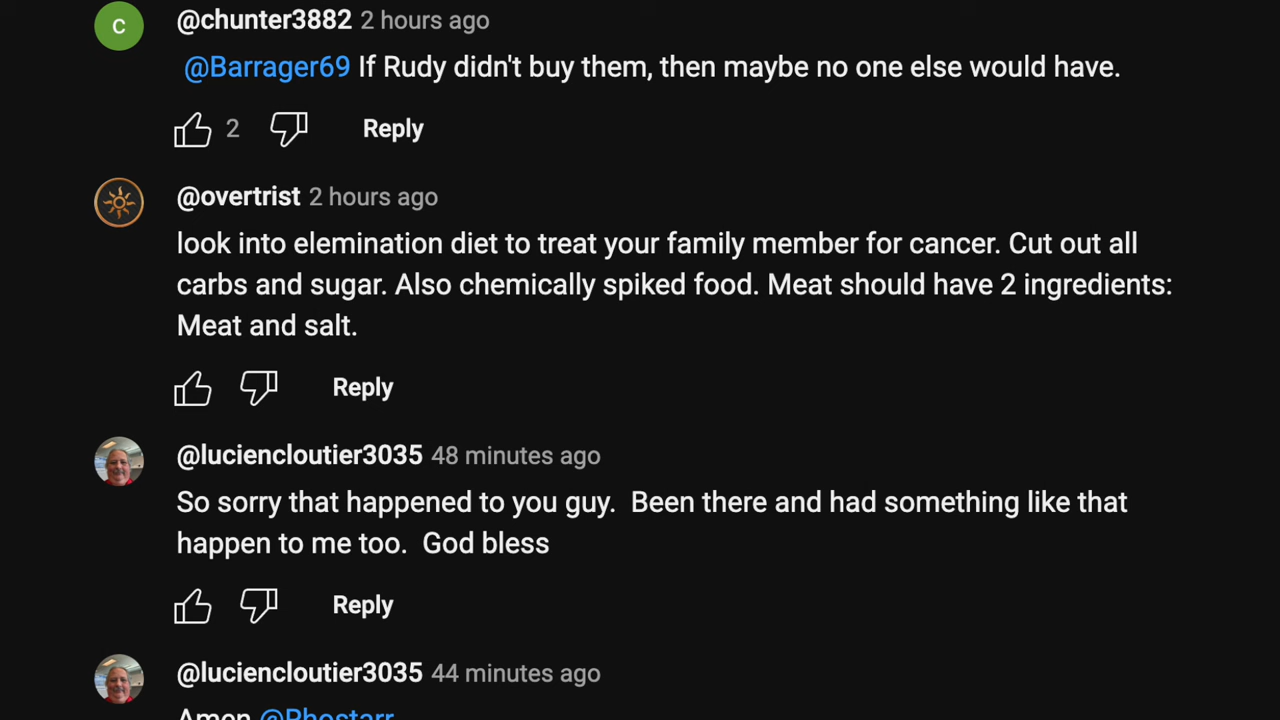 C
@chunter3882 2 hours ago
@Barrager69 If Rudy didn't buy them, then maybe no one else would have.
2 Reply
@overtrist 2 hours ago
look into elemination diet to treat your family member for cancer. Cut out all
carbs and sugar. Also chemically spiked food. Meat should have 2 ingredients:
Meat and salt.
Reply
@luciencloutier3035 48 minutes ago
So sorry that happened to you guy. Been there and had something like that
happen to me too. God bless
Reply
@luciencloutier3035 44 minutes ago
Amen @Phostarr